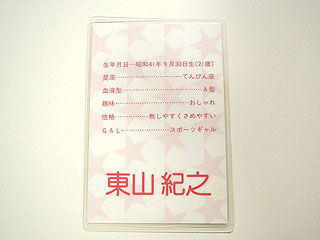 生年月日…昭和41年9月30日生(21歳)
星座……………………てんびん座
血液型……………………A型
趣味……………………おしゃれ
性格…………熱しやすくさめやすい
GAL……………スポーツギャル
東山紀之